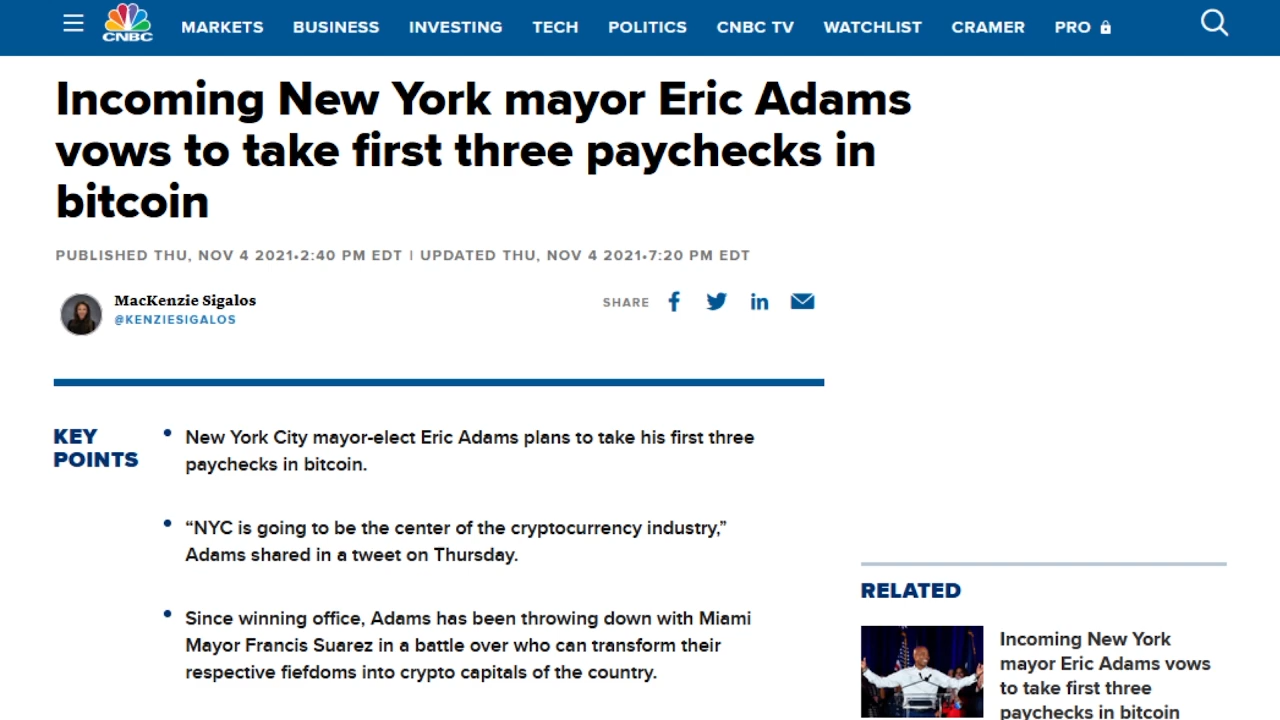 CNBC
MARKETS BUSINESS INVESTING TECH POLITICS CNBC TV WATCHLIST CRAMER PRO
Incoming New York mayor Eric Adams
vows to take first three paychecks in
bitcoin
PUBLISHED THU, NOV 4 2021•2:40 PM EDT | UPDATED THU, NOV 4 2021•7:20 PM EDT
MacKenzie Sigalos
@KENZIESIGALOS
SHARE
KEY
POINTS
• New York City mayor-elect Eric Adams plans to take his first three
paychecks in bitcoin.
• “NYC is going to be the center of the cryptocurrency industry,”
Adams shared in a tweet on Thursday.
• Since winning office, Adams has been throwing down with Miami
Mayor Francis Suarez in a battle over who can transform their
respective fiefdoms into crypto capitals of the country.
RELATED
Incoming New York
mayor Eric Adams vows
to take first three
paychecks in bitcoin